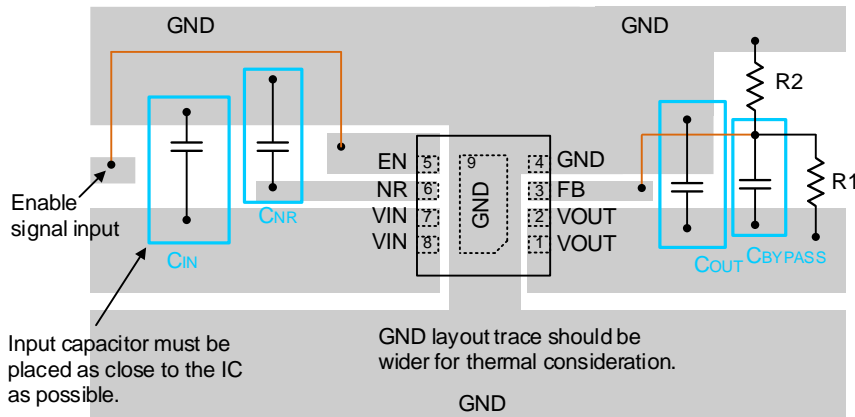 GND
GND
R2
R1
EN
5
9
4
GND
NR
6
3
FB
VIN
7
GND
2
VOUT
VIN
8
1
VOUT
Enable
signal input
CNR
CIN
COUT
CBYPASS
Input capacitor must be
placed as close to the IC
as possible.
GND layout trace should be
wider for thermal consideration.
GND